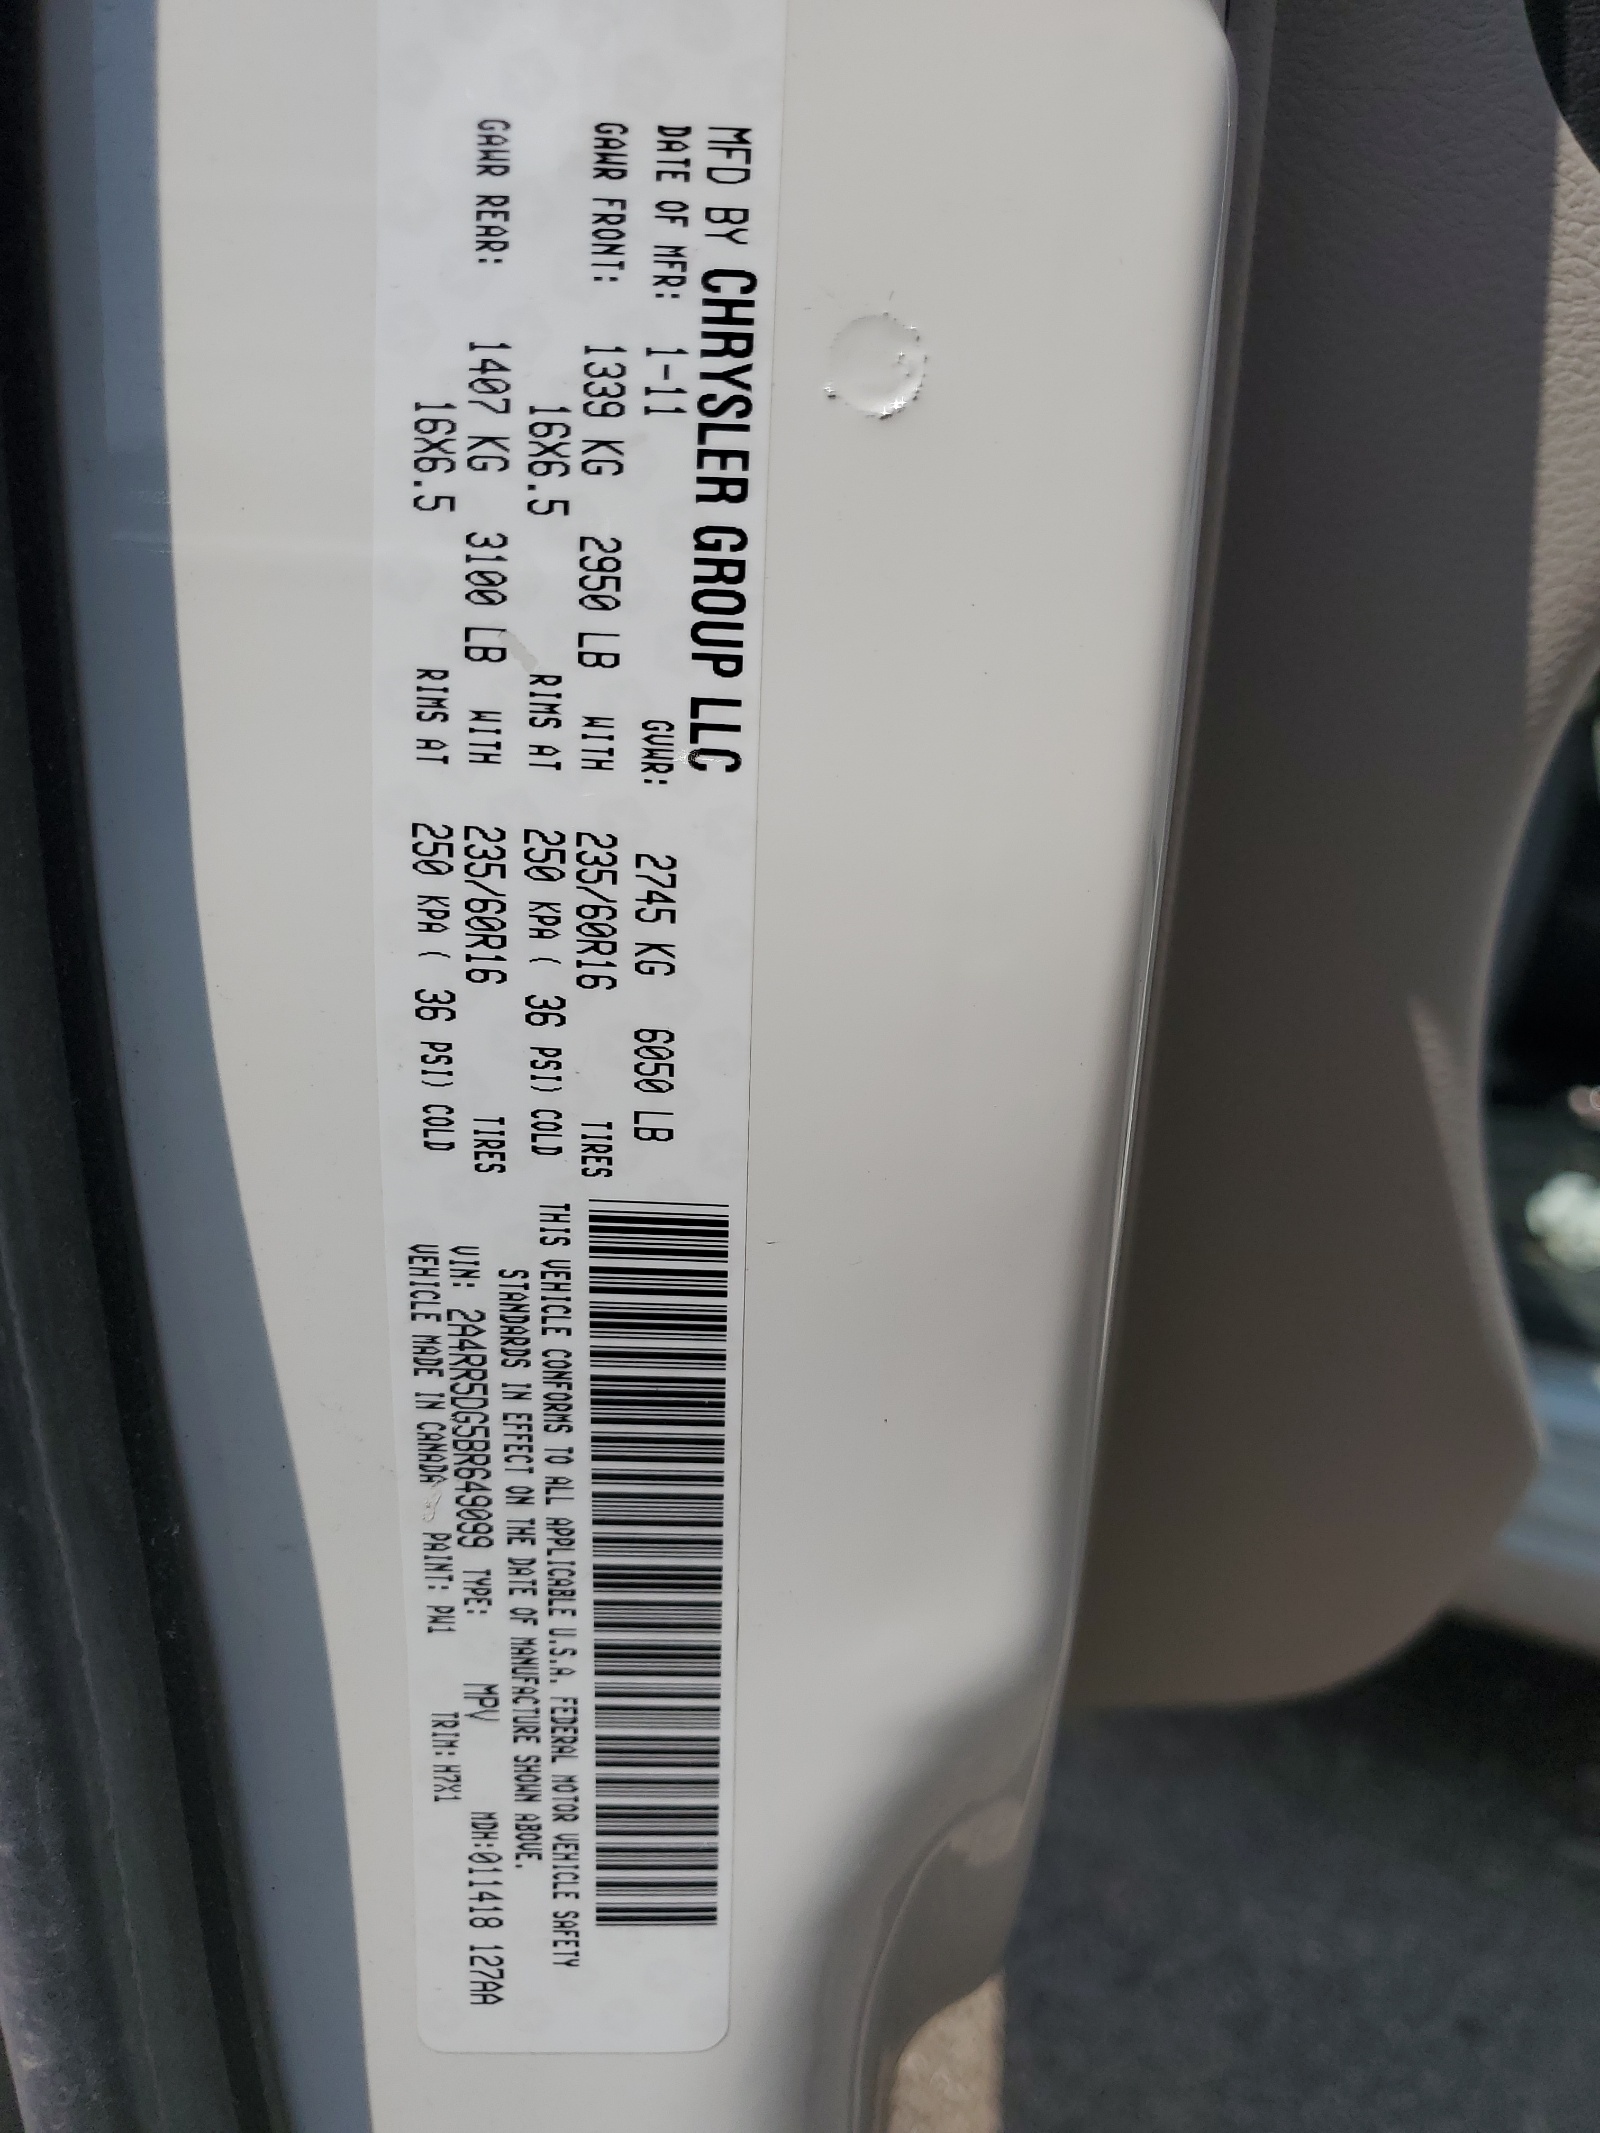 MFD BY CHRYSLER GROUP LLC
DATE OF MFR: 1-11 GVWR: 2745 KG 6050 LB
GAWR FRONT: 1339 KG 2950 LB WITH 235/60R16 TIRES
16X6.5 RIMS AT 250 KPA ( 36 PSI) COLD
GAWR REAR: 1407 KG 3100 LB WITH 235/60R16 TIRES
16X6.5 RIMS AT 250 KPA ( 36 PSI) COLD
THIS VEHICLE CONFORMS TO ALL APPLICABLE U.S.A. FEDERAL MOTOR VEHICLE SAFETY
STANDARDS IN EFFECT ON THE DATE OF MANUFACTURE SHOWN ABOVE.
VIN: 2A4RR5DG5BR649099 TYPE: MPV MDH:011418 127AA
VEHICLE MADE IN CANADA PAINT: PW1 TRIM: H7X1